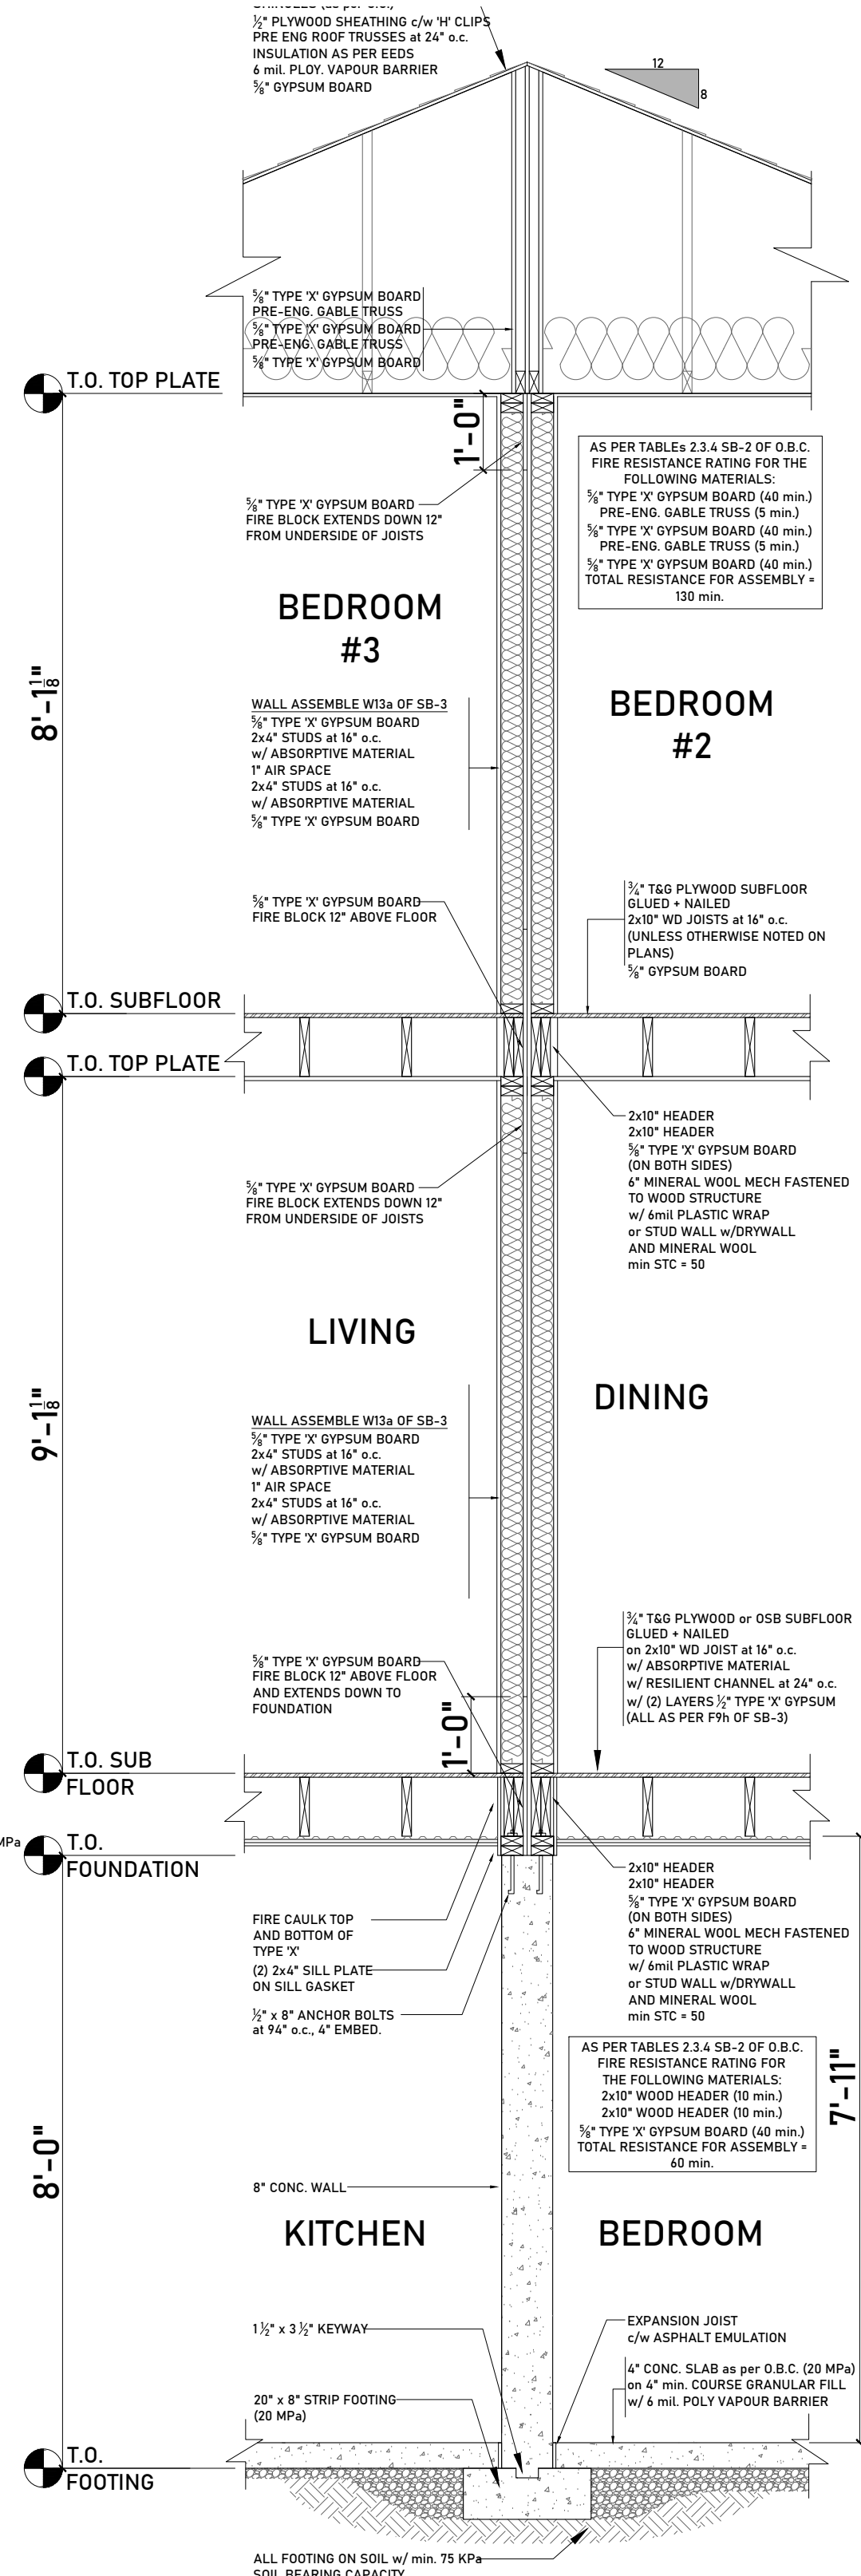 SHINGLES (as per O.B.C.)
½" PLYWOOD SHEATHING c/w 'H' CLIPS
PRE ENG ROOF TRUSSES at 24" o.c.
INSULATION AS PER EEDS
6 mil. PLOY. VAPOUR BARRIER
⅝" GYPSUM BOARD
12
8
⅝" TYPE 'X' GYPSUM BOARD
PRE-ENG. GABLE TRUSS
⅝" TYPE 'X' GYPSUM BOARD
PRE-ENG. GABLE TRUSS
⅝" TYPE 'X' GYPSUM BOARD
T.O. TOP PLATE
1'-0"
AS PER TABLEs 2.3.4 SB-2 OF O.B.C.
FIRE RESISTANCE RATING FOR THE
FOLLOWING MATERIALS:
⅝" TYPE 'X' GYPSUM BOARD (40 min.)
PRE-ENG. GABLE TRUSS (5 min.)
⅝" TYPE 'X' GYPSUM BOARD (40 min.)
PRE-ENG. GABLE TRUSS (5 min.)
⅝" TYPE 'X' GYPSUM BOARD (40 min.)
TOTAL RESISTANCE FOR ASSEMBLY =
130 min.
⅝" TYPE 'X' GYPSUM BOARD
FIRE BLOCK EXTENDS DOWN 12"
FROM UNDERSIDE OF JOISTS
BEDROOM
#3
8'-1⅛"
BEDROOM
#2
WALL ASSEMBLE W13a OF SB-3
⅝" TYPE 'X' GYPSUM BOARD
2x4" STUDS at 16" o.c.
w/ ABSORPTIVE MATERIAL
1" AIR SPACE
2x4" STUDS at 16" o.c.
w/ ABSORPTIVE MATERIAL
⅝" TYPE 'X' GYPSUM BOARD
⅝" TYPE 'X' GYPSUM BOARD
FIRE BLOCK 12" ABOVE FLOOR
¾" T&G PLYWOOD SUBFLOOR
GLUED + NAILED
2x10" WD JOISTS at 16" o.c.
(UNLESS OTHERWISE NOTED ON
PLANS)
⅝" GYPSUM BOARD
T.O. SUBFLOOR
T.O. TOP PLATE
2x10" HEADER
2x10" HEADER
⅝" TYPE 'X' GYPSUM BOARD
(ON BOTH SIDES)
6" MINERAL WOOL MECH FASTENED
TO WOOD STRUCTURE
w/ 6mil PLASTIC WRAP
or STUD WALL w/DRYWALL
AND MINERAL WOOL
min STC = 50
⅝" TYPE 'X' GYPSUM BOARD
FIRE BLOCK EXTENDS DOWN 12"
FROM UNDERSIDE OF JOISTS
LIVING
DINING
9'-1⅛"
WALL ASSEMBLE W13a OF SB-3
⅝" TYPE 'X' GYPSUM BOARD
2x4" STUDS at 16" o.c.
w/ ABSORPTIVE MATERIAL
1" AIR SPACE
2x4" STUDS at 16" o.c.
w/ ABSORPTIVE MATERIAL
⅝" TYPE 'X' GYPSUM BOARD
¾" T&G PLYWOOD or OSB SUBFLOOR
GLUED + NAILED
on 2x10" WD JOIST at 16" o.c.
w/ ABSORPTIVE MATERIAL
w/ RESILIENT CHANNEL at 24" o.c.
w/ (2) LAYERS ½" TYPE 'X' GYPSUM
(ALL AS PER F9h OF SB-3)
⅝" TYPE 'X' GYPSUM BOARD
FIRE BLOCK 12" ABOVE FLOOR
AND EXTENDS DOWN TO
FOUNDATION
1'-0"
T.O. SUB
FLOOR
MPa
T.O.
FOUNDATION
2x10" HEADER
2x10" HEADER
⅝" TYPE 'X' GYPSUM BOARD
(ON BOTH SIDES)
6" MINERAL WOOL MECH FASTENED
TO WOOD STRUCTURE
w/ 6mil PLASTIC WRAP
or STUD WALL w/DRYWALL
AND MINERAL WOOL
min STC = 50
FIRE CAULK TOP
AND BOTTOM OF
TYPE 'X'
(2) 2x4" SILL PLATE
ON SILL GASKET
½" x 8" ANCHOR BOLTS
at 94" o.c., 4" EMBED.
AS PER TABLES 2.3.4 SB-2 OF O.B.C.
FIRE RESISTANCE RATING FOR
THE FOLLOWING MATERIALS:
2x10" WOOD HEADER (10 min.)
2x10" WOOD HEADER (10 min.)
⅝" TYPE 'X' GYPSUM BOARD (40 min.)
TOTAL RESISTANCE FOR ASSEMBLY =
60 min.
7'-11"
8'-0"
8" CONC. WALL
KITCHEN
BEDROOM
1 ½" x 3 ½" KEYWAY
EXPANSION JOIST
c/w ASPHALT EMULATION
4" CONC. SLAB as per O.B.C. (20 MPa)
on 4" min. COURSE GRANULAR FILL
w/ 6 mil. POLY VAPOUR BARRIER
20" x 8" STRIP FOOTING
(20 MPa)
T.O.
FOOTING
ALL FOOTING ON SOIL w/ min. 75 KPa
SOIL BEARING CAPACITY